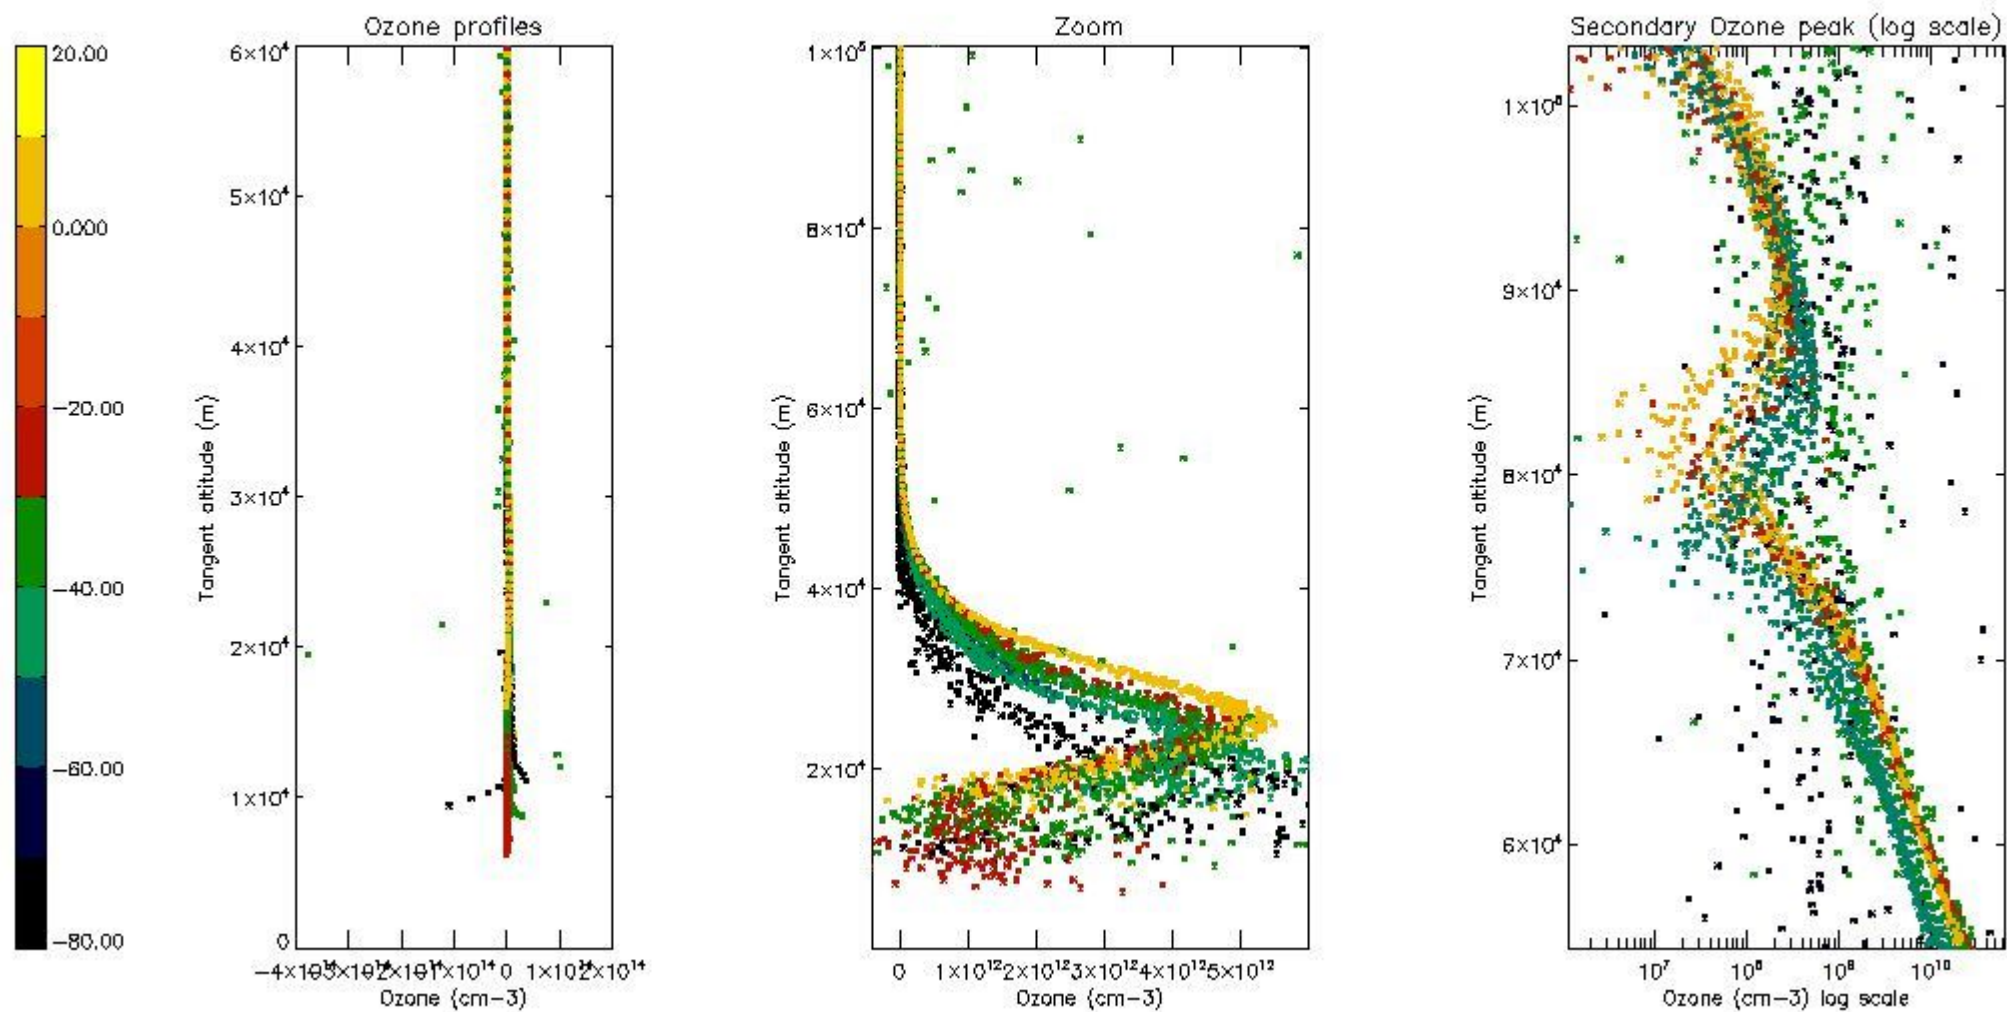 Ozone profiles
Zoom
Secondary Ozone peak (log scale)
20.00
0.000
−20.00
−40.00
−60.00
−80.00
6×10⁴
5×10⁴
4×10⁴
3×10⁴
2×10⁴
1×10⁴
0
Tangent altitude (m)
0
Ozone (cm−3)
1×10⁵
8×10⁴
6×10⁴
4×10⁴
2×10⁴
Tangent altitude (m)
0 1×10¹² 2×10¹² 3×10¹² 4×10¹² 5×10¹²
Ozone (cm−3)
9×10⁴
8×10⁴
7×10⁴
6×10⁴
Tangent altitude (m)
10⁷ 10⁸ 10⁹ 10¹⁰
Ozone (cm−3) log scale